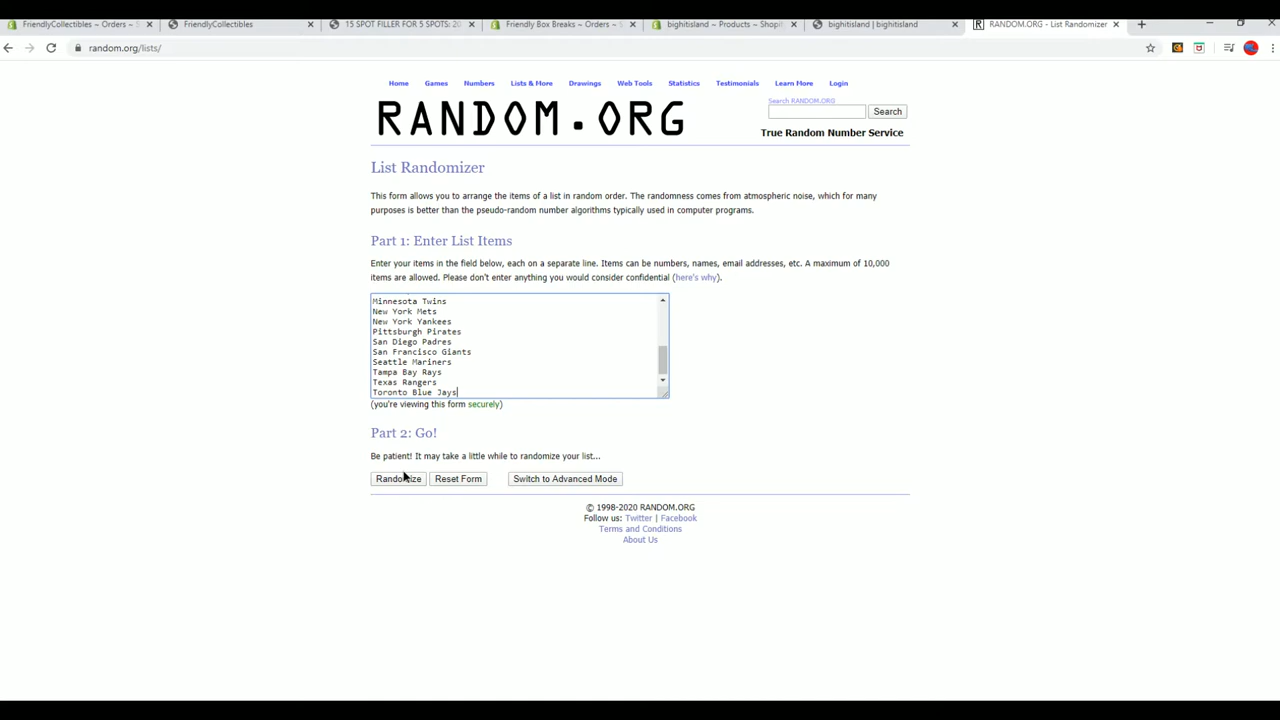 FriendlyCollectibles ~ Orders ~ S
FriendlyCollectibles
15 SPOT FILLER FOR 5 SPOTS: 20
Friendly Box Breaks ~ Orders ~ S
bighitisland ~ Products ~ Shopif
bighitisland | bighitisland
RANDOM.ORG - List Randomizer
random.org/lists/
Home Games Numbers Lists & More Drawings Web Tools Statistics Testimonials Learn More Login
RANDOM.ORG
Search RANDOM.ORG
Search
True Random Number Service
List Randomizer
This form allows you to arrange the items of a list in random order. The randomness comes from atmospheric noise, which for many
purposes is better than the pseudo-random number algorithms typically used in computer programs.
Part 1: Enter List Items
Enter your items in the field below, each on a separate line. Items can be numbers, names, email addresses, etc. A maximum of 10,000
items are allowed. Please don't enter anything you would consider confidential (here's why).
Minnesota Twins
New York Mets
New York Yankees
Pittsburgh Pirates
San Diego Padres
San Francisco Giants
Seattle Mariners
Tampa Bay Rays
Texas Rangers
Toronto Blue Jays
(you're viewing this form securely)
Part 2: Go!
Be patient! It may take a little while to randomize your list...
Randomize Reset Form Switch to Advanced Mode
© 1998-2020 RANDOM.ORG
Follow us: Twitter | Facebook
Terms and Conditions
About Us